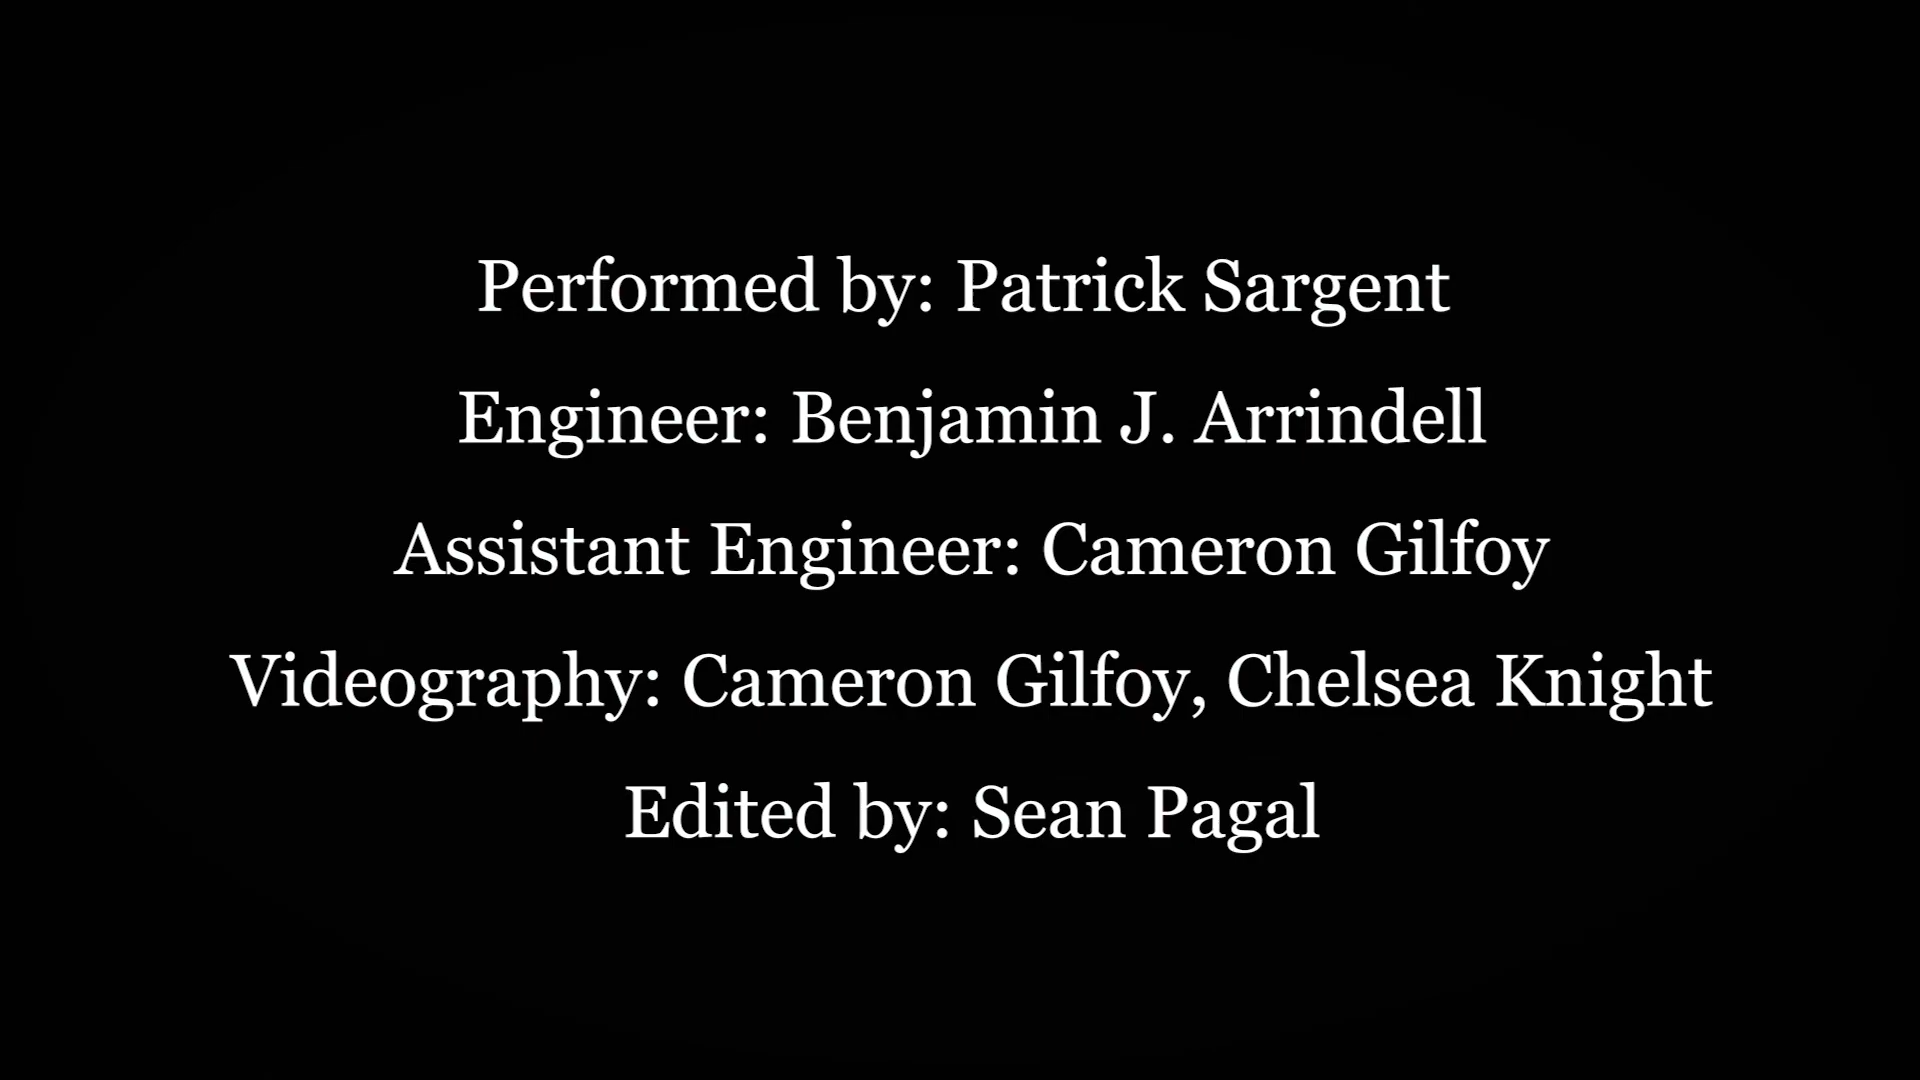 Performed by: Patrick Sargent
Engineer: Benjamin J. Arrindell
Assistant Engineer: Cameron Gilfoy
Videography: Cameron Gilfoy, Chelsea Knight
Edited by: Sean Pagal